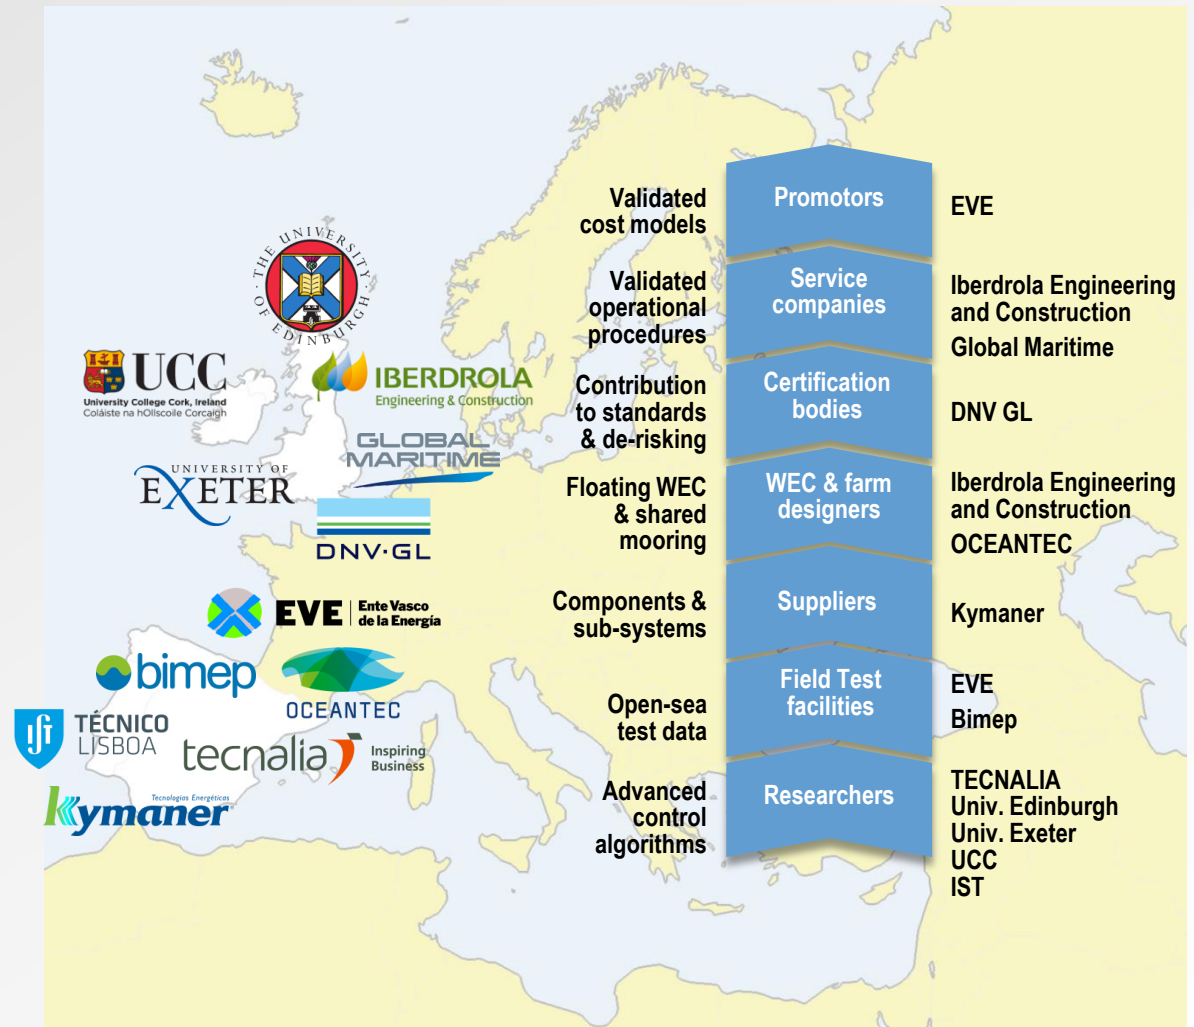 THE UNIVERSITY
OF EDINBURGH
UCC
University College Cork, Ireland
Coláiste na hOllscoile Corcaigh
IBERDROLA
Engineering & Construction
GLOBAL
MARITIME
UNIVERSITY OF
EXETER
DNV·GL
EVE
Ente Vasco
de la Energía
bimep
OCEANTEC
TÉCNICO
LISBOA
tecnalia
Inspiring
Business
Tecnologias Energéticas
Kymaner
Validated
cost models
Promotors
EVE
Validated
operational
procedures
Service
companies
Iberdrola Engineering
and Construction
Global Maritime
Contribution
to standards
& de-risking
Certification
bodies
DNV GL
Floating WEC
& shared
mooring
WEC & farm
designers
Iberdrola Engineering
and Construction
OCEANTEC
Components &
sub-systems
Suppliers
Kymaner
Open-sea
test data
Field Test
facilities
EVE
Bimep
Advanced
control
algorithms
Researchers
TECNALIA
Univ. Edinburgh
Univ. Exeter
UCC
IST